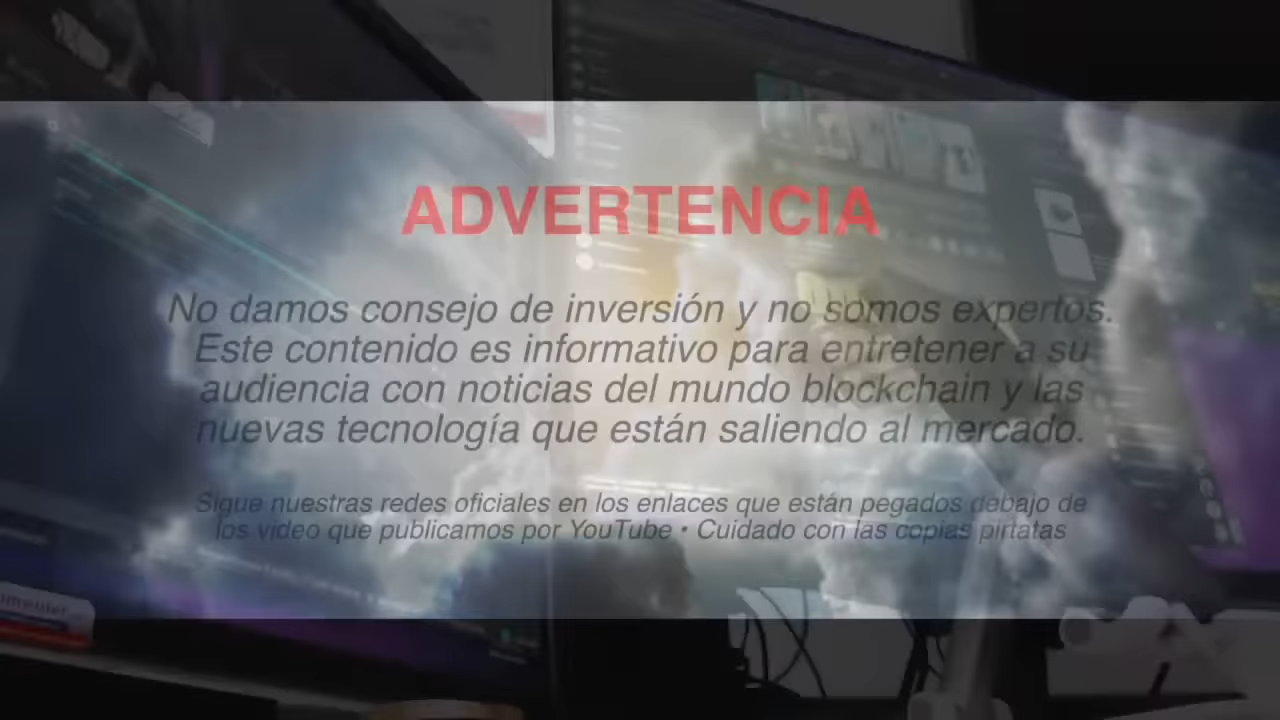 ADVERTENCIA
No damos consejo de inversión y no somos expertos.
Este contenido es informativo para entretener a su
audiencia con noticias del mundo blockchain y las
nuevas tecnología que están saliendo al mercado.
Sigue nuestras redes oficiales en los enlaces que están pegados debajo de
los video que publicamos por YouTube • Cuidado con las copias pirtatas